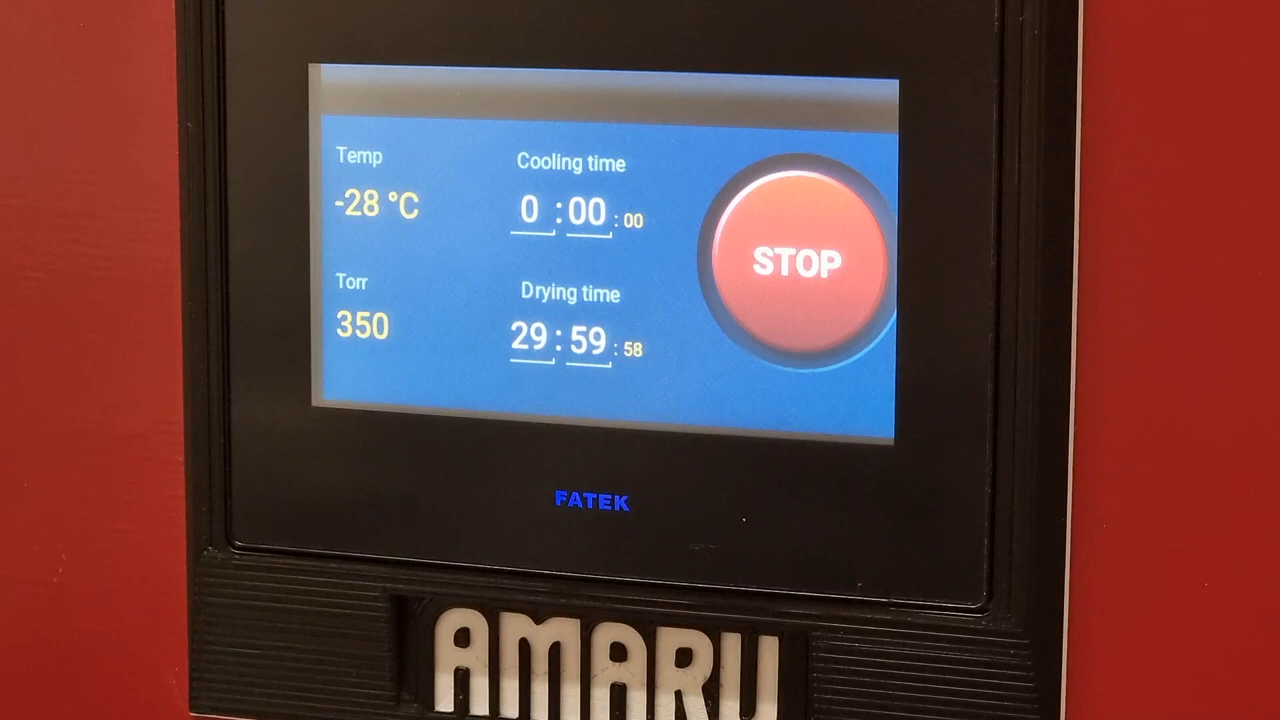 Temp
-28 °C
Cooling time
0 : 00 : 00
STOP
Torr
350
Drying time
29 : 59 : 58
FATEK
AMARU